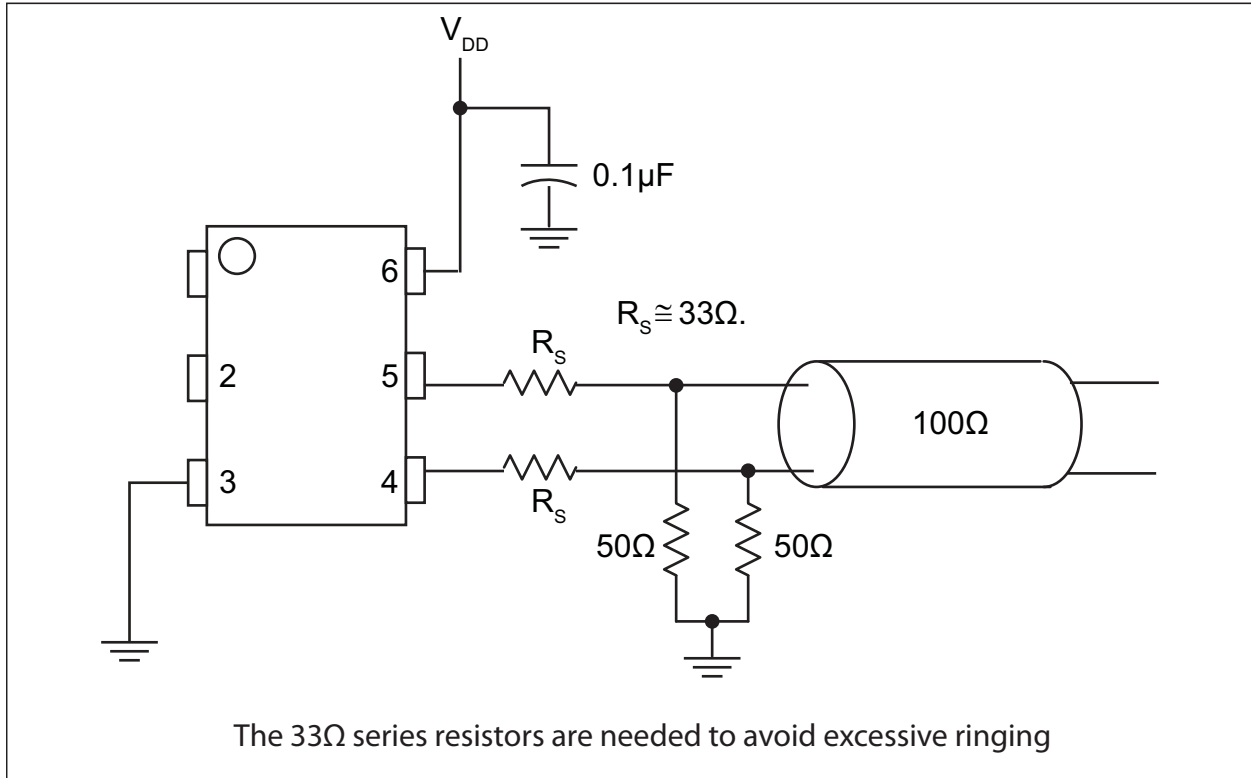 V_DD
0.1µF
6
R_S ≅ 33Ω.
R_S
2
5
100Ω
3
4
R_S
50Ω
50Ω
The 33Ω series resistors are needed to avoid excessive ringing